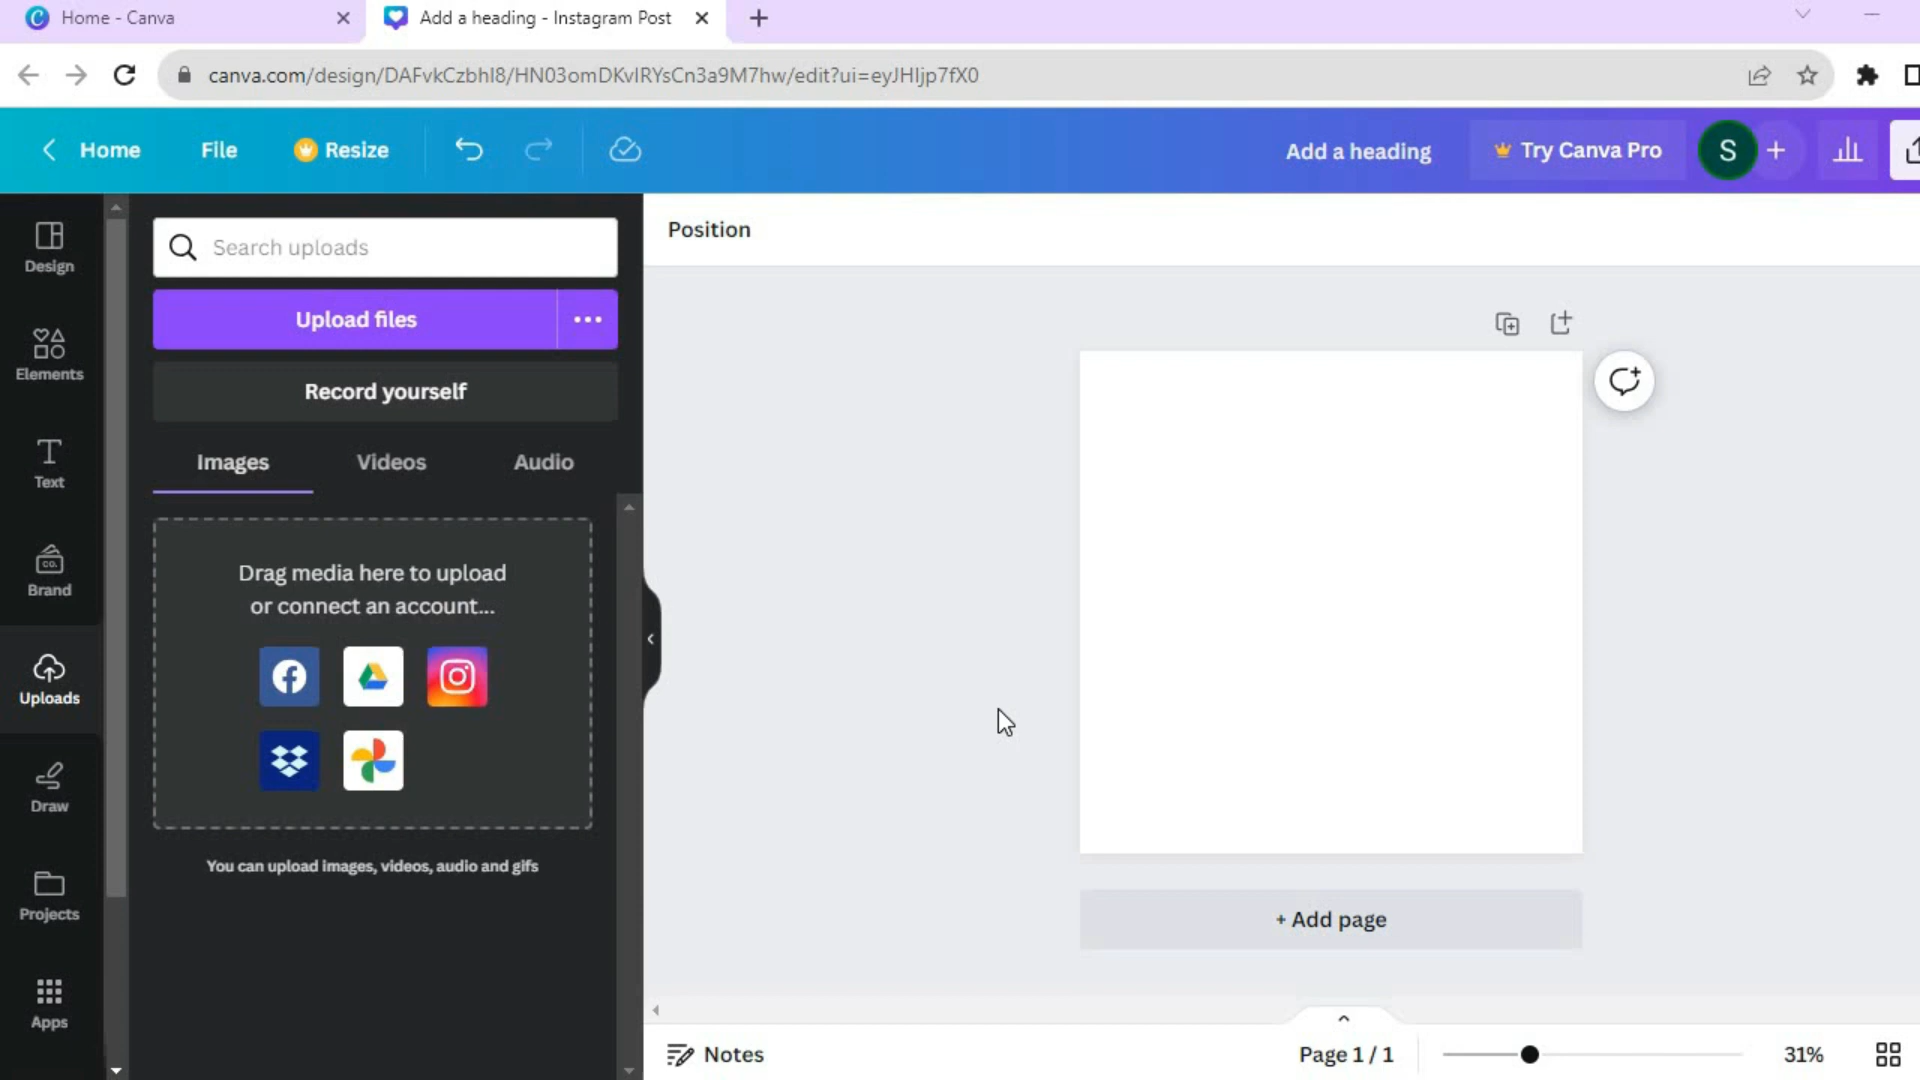 Home - Canva
Add a heading - Instagram Post
canva.com/design/DAFvkCzbhI8/HN03omDKvIRYsCn3a9M7hw/edit?ui=eyJHIjp7fX0
Home
File
Resize
Add a heading
Try Canva Pro
S
Design
Elements
Text
CO.
Brand
Uploads
Draw
Projects
Apps
Search uploads
Upload files
Record yourself
Images
Videos
Audio
Drag media here to upload
or connect an account...
You can upload images, videos, audio and gifs
Position
+ Add page
Notes
Page 1 / 1
31%